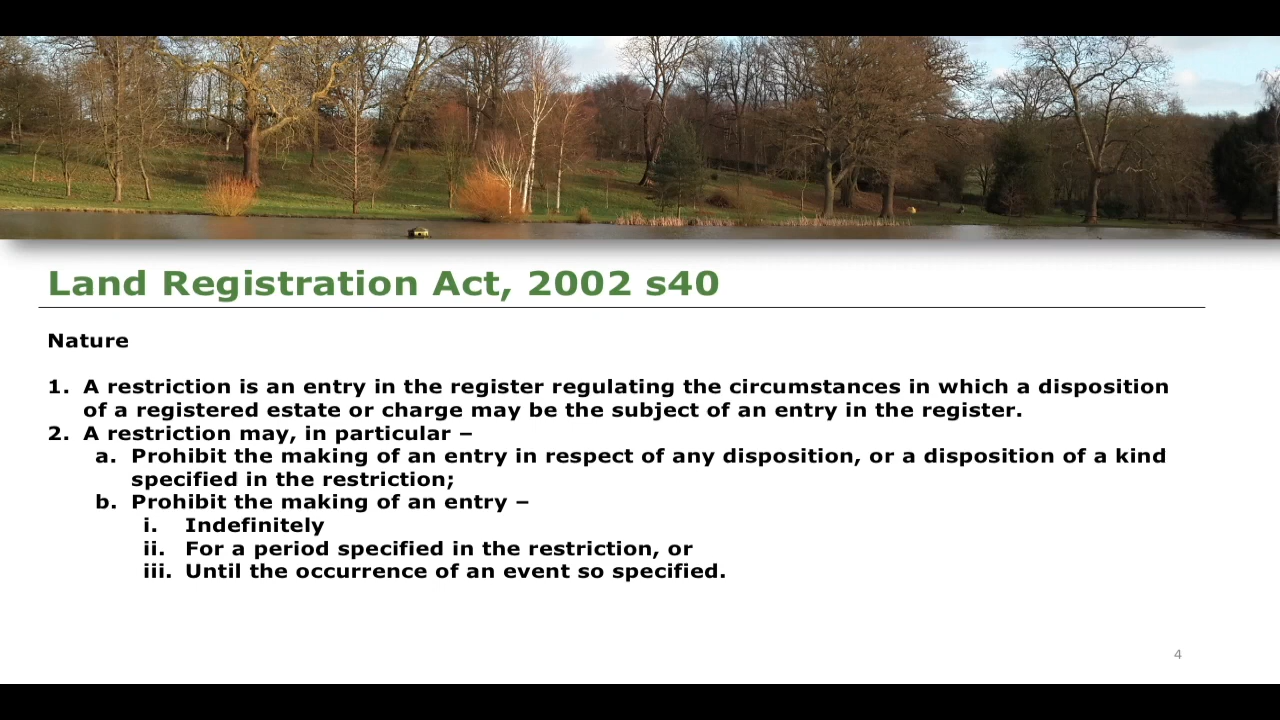 Land Registration Act, 2002 s40
Nature
1. A restriction is an entry in the register regulating the circumstances in which a disposition
of a registered estate or charge may be the subject of an entry in the register.
2. A restriction may, in particular –
a. Prohibit the making of an entry in respect of any disposition, or a disposition of a kind
specified in the restriction;
b. Prohibit the making of an entry –
i. Indefinitely
ii. For a period specified in the restriction, or
iii. Until the occurrence of an event so specified.
4